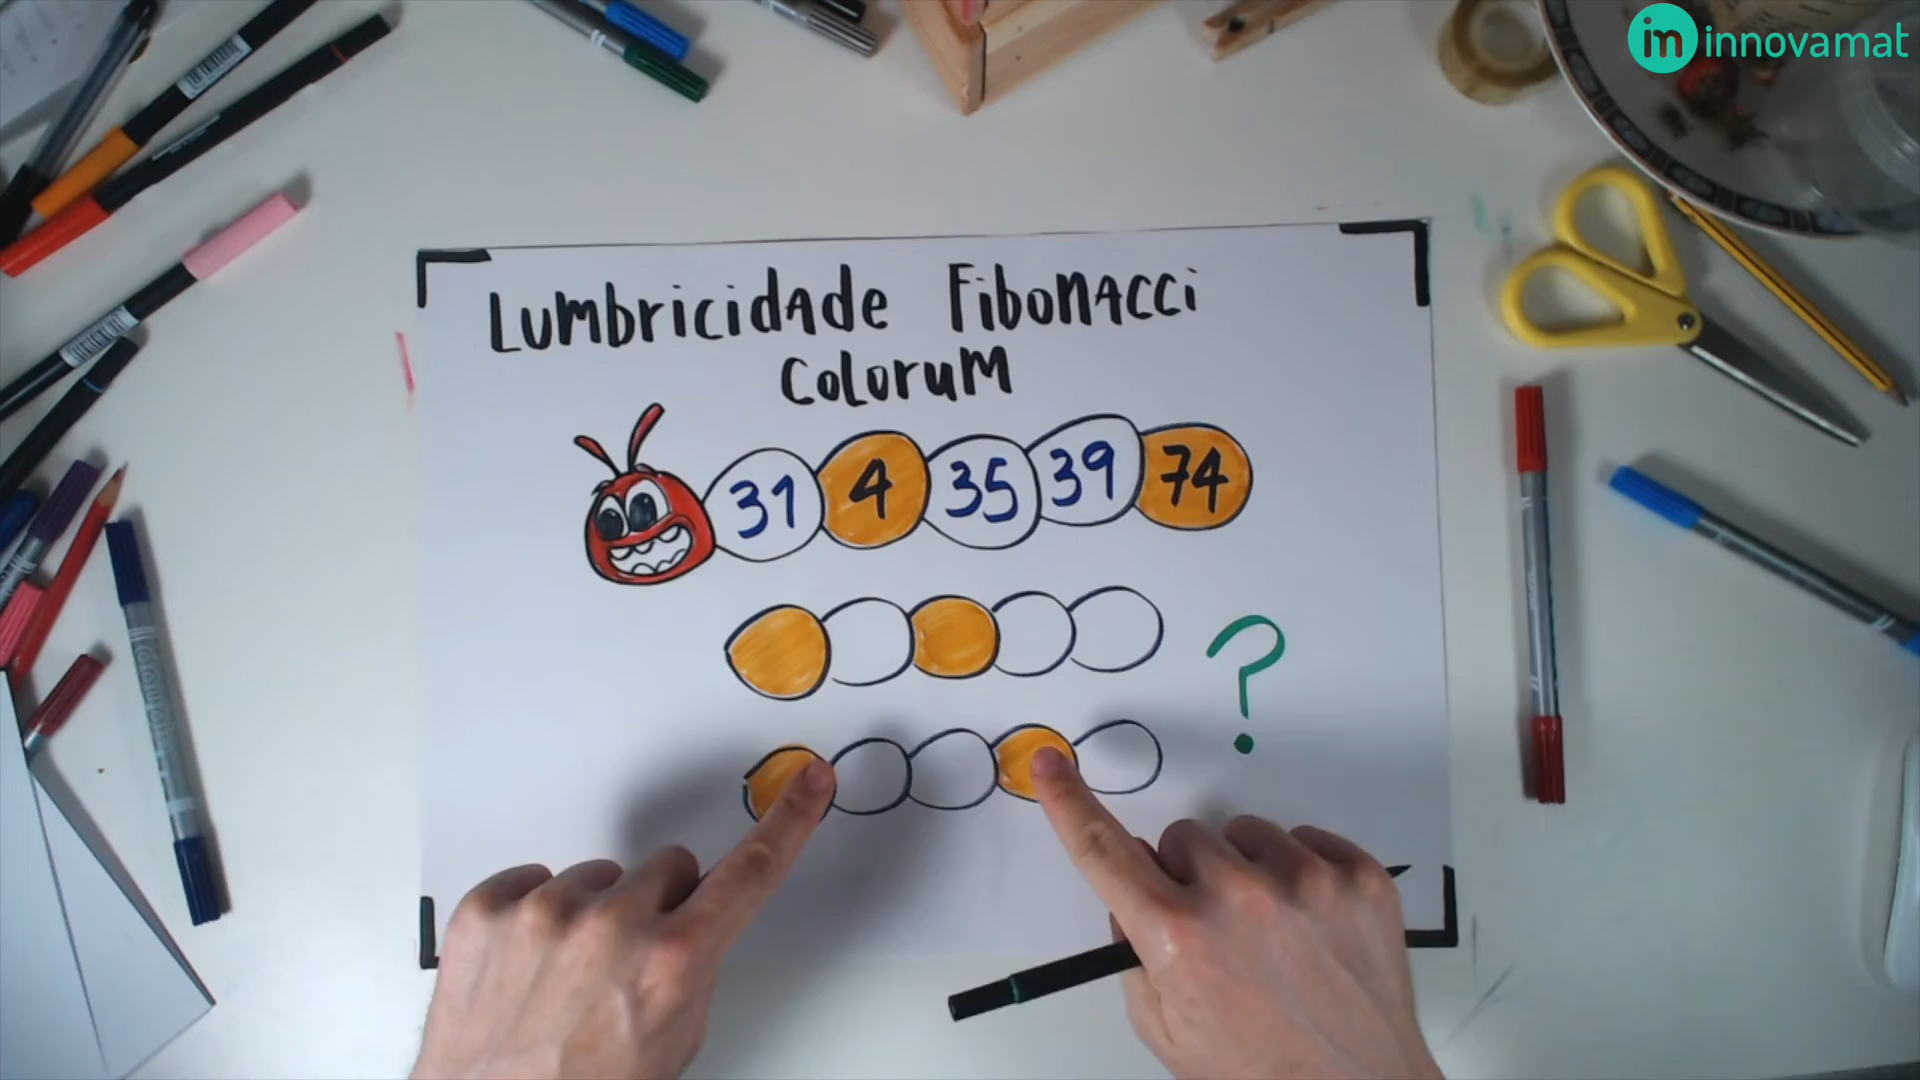 innovamat
LUMBRICIDADE FIBONACCI
COLORUM
31 4 35 39 74
?